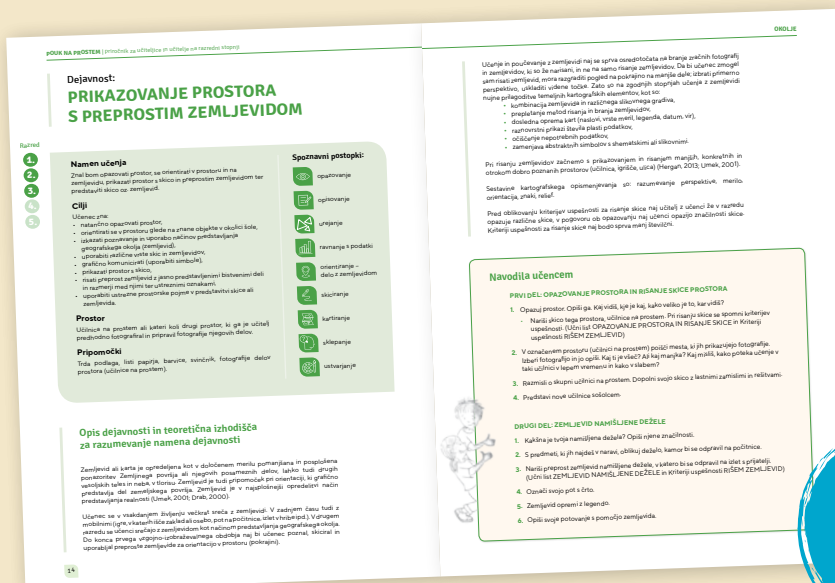 POUK NA PROSTEM | priročnik za učiteljice in učitelje na razredni stopnji
Dejavnost:
PRIKAZOVANJE PROSTORA
S PREPROSTIM ZEMLJEVIDOM
Razred
1.
2.
3.
4.
5.
Namen učenja
Znal bom opazovati prostor, se orientirati v prostoru in na
zemljevidu, prikazati prostor s skico in preprostim zemljevidom ter
predstaviti skico oz. zemljevid.
Cilji
Učenec zna:
• natančno opazovati prostor,
• orientirati se v prostoru glede na znane objekte v okolici šole,
• izkazati poznavanje in uporabo načinov predstavljanja
geografskega okolja (zemljevid),
• uporabiti različne vrste skic in zemljevidov,
• grafično komunicirati (uporabiti simbole),
• prikazati prostor s skico,
• risati preprost zemljevid z jasno predstavljenimi bistvenimi deli
in razmerji med njimi ter ustreznimi oznakami,
• uporabiti ustrezne prostorske pojme v predstavitvi skice ali
zemljevida.
Prostor
Učilnica na prostem ali kateri koli drugi prostor, ki ga je učitelj
predhodno fotografiral in pripravil fotografije njegovih delov.
Pripomočki
Trda podlaga, listi papirja, barvice, svinčnik, fotografije delov
prostora (učilnice na prostem).
Spoznavni postopki:
opazovanje
opisovanje
urejanje
ravnanje s podatki
orientiranje –
delo z zemljevidom
skiciranje
kartiranje
sklepanje
ustvarjanje
Opis dejavnosti in teoretična izhodišča
za razumevanje namena dejavnosti
Zemljevid ali karta je opredeljena kot v določenem merilu pomanjšana in posplošena
ponazoritev Zemljinega površja ali njegovih posameznih delov, lahko tudi drugih
vesoljskih teles in neba, v tlorisu. Zemljevid je tudi pripomoček pri orientaciji, ki grafično
predstavlja del zemeljskega površja. Zemljevid je v najsplošnejši opredelitvi način
predstavljanja realnosti (Umek, 2001; Drab, 2000).
Učenec se v vsakdanjem življenju večkrat sreča z zemljevidi. V zadnjem času tudi z
mobilnimi (igre, v katerih išče zaklad ali osebo, pot na počitnice, izlet v hribe ipd.). V drugem
razredu se učenci srečajo z zemljevidom kot načinom predstavljanja geografskega okolja.
Do konca prvega vzgojno-izobraževalnega obdobja naj bi učenec poznal, skiciral in
uporabljal preproste zemljevide za orientacijo v prostoru (pokrajini).
14
OKOLJE
Učenje in poučevanje z zemljevidi naj se sprva osredotočata na branje zračnih fotografij
in zemljevidov, ki so že narisani, in ne na samo risanje zemljevidov. Da bi učenec zmogel
sam risati zemljevid, mora razgraditi pogled na pokrajino na manjše dele; izbrati primerno
perspektivo, uskladiti videne točke. Zato so na zgodnjih stopnjah učenja z zemljevidi
nujne prilagoditve temeljnih kartografskih elementov, kot so:
• kombinacija zemljevida in različnega slikovnega gradiva,
• prepletanje metod risanja in branja zemljevidov,
• dosledna oprema kart (naslovi, vrste meril, legenda, datum, vir),
• raznovrstni prikazi števila plasti podatkov,
• očiščenje nepotrebnih podatkov,
• zamenjava abstraktnih simbolov s shematskimi ali slikovnimi.
Pri risanju zemljevidov začnemo s prikazovanjem in risanjem manjših, konkretnih in
otrokom dobro poznanih prostorov (učilnica, igrišče, ulica) (Hergan, 2013; Umek, 2001).
Sestavine kartografskega opismenjevanja so: razumevanje perspektive, merilo,
orientacija, znaki, relief.
Pred oblikovanjem kriterijev uspešnosti za risanje skice naj učitelj z učenci že v razredu
opazuje različne skice, v pogovoru ob opazovanju naj učenci opazijo značilnosti skice.
Kriteriji uspešnosti za risanje skice naj bodo sprva manj številčni.
Navodila učencem
PRVI DEL: OPAZOVANJE PROSTORA IN RISANJE SKICE PROSTORA
1. Opazuj prostor. Opiši ga. Kaj vidiš, kje je kaj, kako veliko je to, kar vidiš?
- Nariši skico tega prostora, učilnice na prostem. Pri risanju skice se spomni kriterijev
uspešnosti. (Učni list OPAZOVANJE PROSTORA IN RISANJE SKICE in Kriteriji
uspešnosti RIŠEM ZEMLJEVID)
2. V označenem prostoru (učilnici na prostem) poišči mesta, ki jih prikazujejo fotografije.
Izberi fotografijo in jo opiši. Kaj ti je všeč? Ali kaj manjka? Kaj misliš, kako poteka učenje v
taki učilnici v lepem vremenu in kako v slabem?
3. Razmisli o skupni učilnici na prostem. Dopolni svojo skico z lastnimi zamislimi in rešitvami.
4. Predstavi nove učilnice sošolcem.
DRUGI DEL: ZEMLJEVID NAMIŠLJENE DEŽELE
1. Kakšna je tvoja namišljena dežela? Opiši njene značilnosti.
2. S predmeti, ki jih najdeš v naravi, oblikuj deželo, kamor bi se odpravil na počitnice.
3. Nariši preprost zemljevid namišljene dežele, v katero bi se odpravil na izlet s prijatelji.
(Učni list ZEMLJEVID NAMIŠLJENE DEŽELE in Kriteriji uspešnosti RIŠEM ZEMLJEVID)
4. Označi svojo pot s črto.
5. Zemljevid opremi z legendo.
6. Opiši svoje potovanje s pomočjo zemljevida.